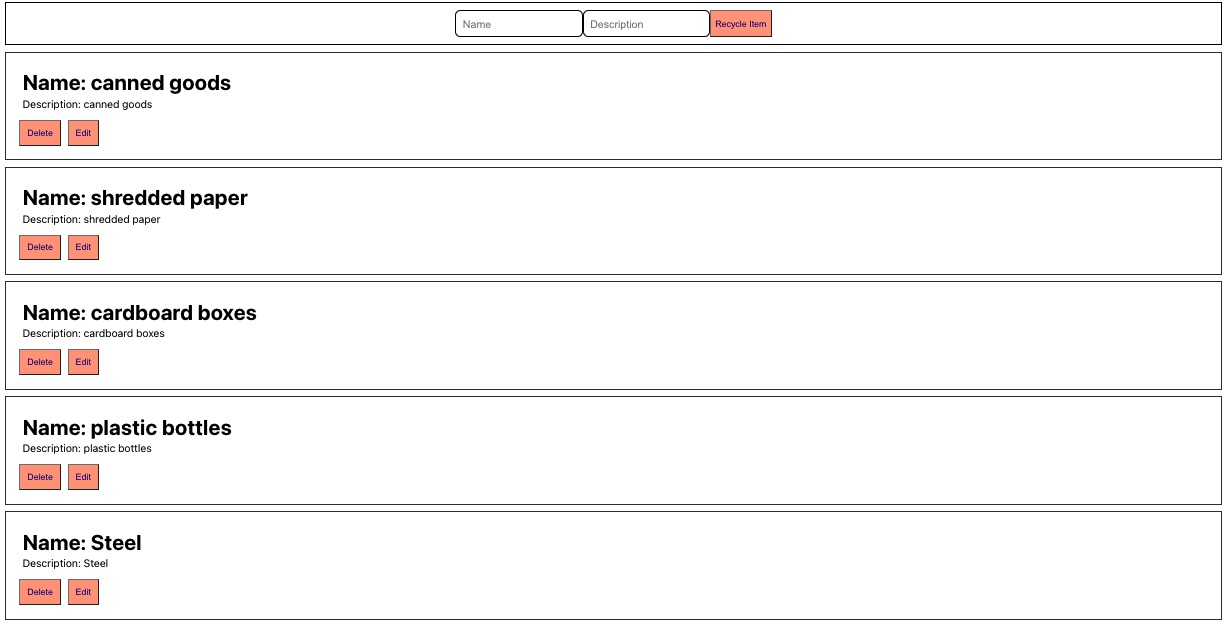 Name Description Recycle Item
Name: canned goods
Description: canned goods
Delete Edit
Name: shredded paper
Description: shredded paper
Delete Edit
Name: cardboard boxes
Description: cardboard boxes
Delete Edit
Name: plastic bottles
Description: plastic bottles
Delete Edit
Name: Steel
Description: Steel
Delete Edit